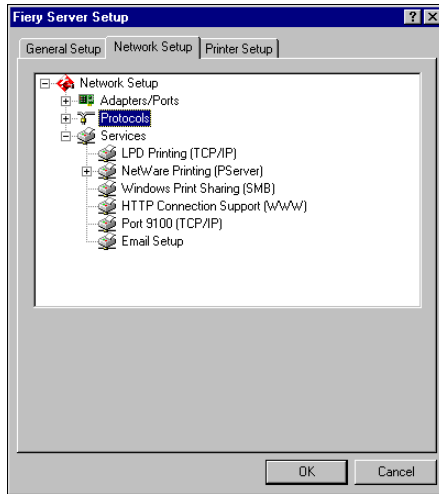 Fiery Server Setup
General Setup Network Setup Printer Setup
Network Setup
Adapters/Ports
Protocols
Services
LPD Printing (TCP/IP)
NetWare Printing (PServer)
Windows Print Sharing (SMB)
HTTP Connection Support (WWW)
Port 9100 (TCP/IP)
Email Setup
OK Cancel